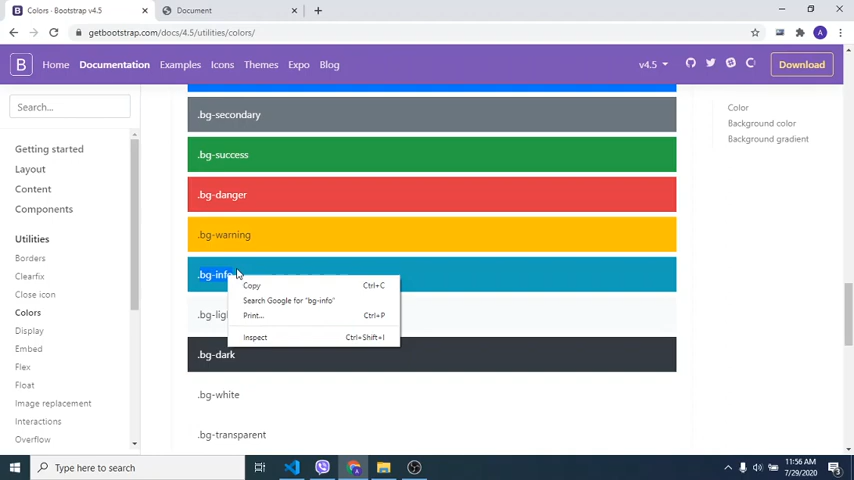 Colors - Bootstrap v4.5
Document
getbootstrap.com/docs/4.5/utilities/colors/
A
B
Home
Documentation
Examples
Icons
Themes
Expo
Blog
v4.5
Download
Search...
Getting started
Layout
Content
Components
Utilities
Borders
Clearfix
Close icon
Colors
Display
Embed
Flex
Float
Image replacement
Interactions
Overflow
.bg-secondary
.bg-success
.bg-danger
.bg-warning
.bg-info
.bg-dark
.bg-white
.bg-transparent
Copy Ctrl+C
Search Google for "bg-info"
Print... Ctrl+P
Inspect Ctrl+Shift+I
Color
Background color
Background gradient
Type here to search
11:56 AM
7/29/2020
3